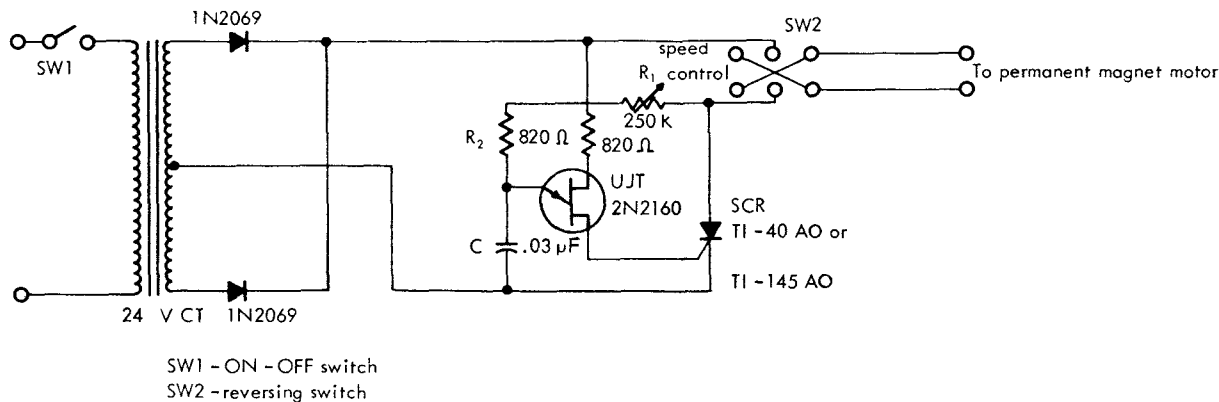 1N2069
SW1
SW2
speed
R1 control
To permanent magnet motor
250 K
R2
820 Ω
820 Ω
UJT
2N2160
SCR
TI -40 AO or
TI -145 AO
C
.03 µF
24 V CT
1N2069
SW1 - ON - OFF switch
SW2 - reversing switch